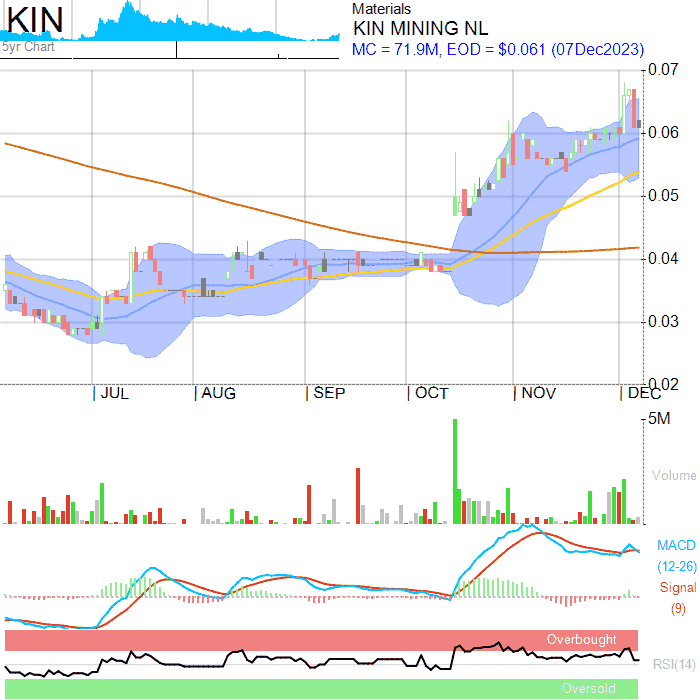 KIN
5yr Chart
Materials
KIN MINING NL
MC = 71.9M, EOD = $0.061 (07Dec2023)
0.07
0.06
0.05
0.04
0.03
0.02
JUL AUG SEP OCT NOV DEC
5M
Volume
MACD
(12-26)
Signal
(9)
Overbought
RSI(14)
Oversold